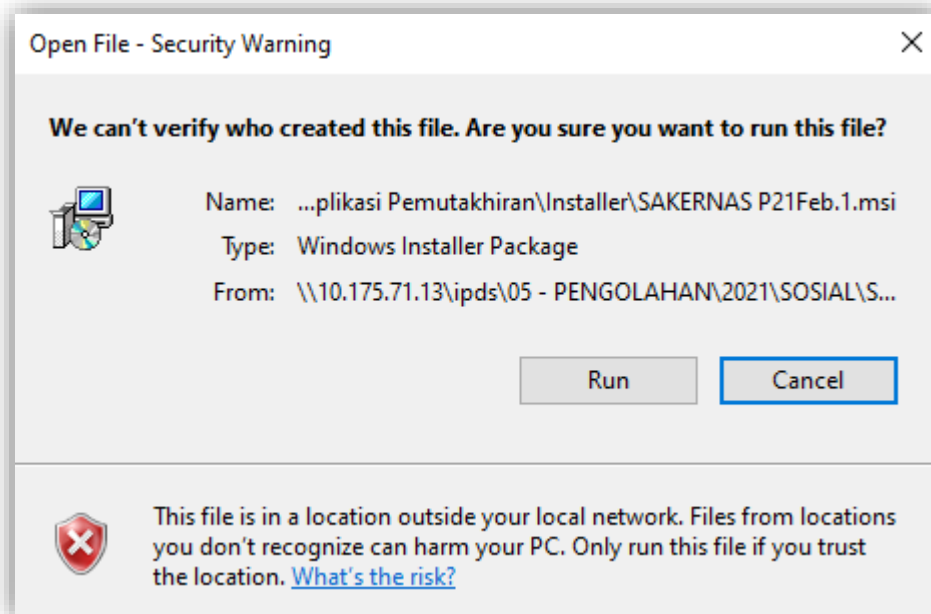 Open File - Security Warning
We can't verify who created this file. Are you sure you want to run this file?
Name: ...plikasi Pemutakhiran\Installer\SAKERNAS P21Feb.1.msi
Type: Windows Installer Package
From: \\10.175.71.13\ipds\05 - PENGOLAHAN\2021\SOSIAL\S...
Run Cancel
This file is in a location outside your local network. Files from locations
you don't recognize can harm your PC. Only run this file if you trust
the location. What's the risk?